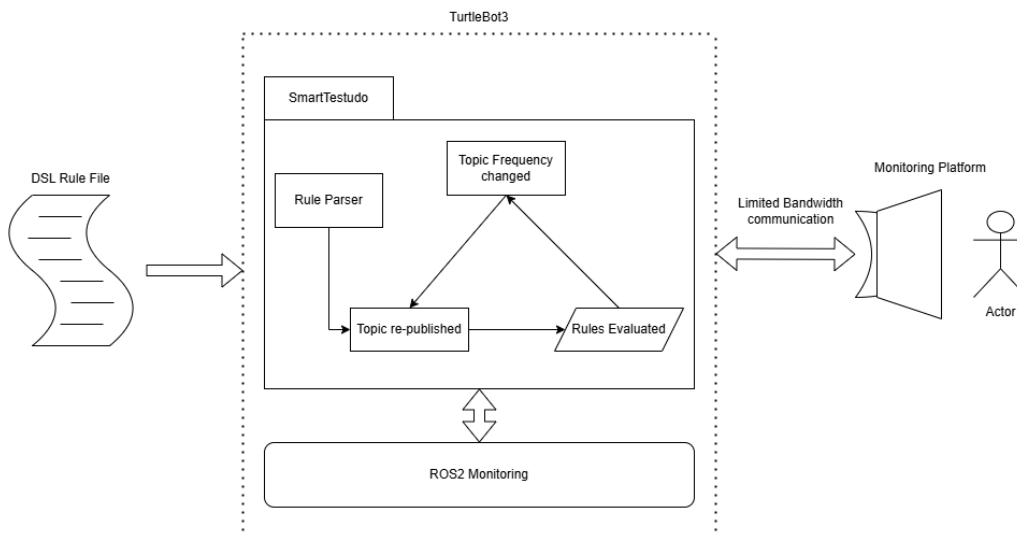 TurtleBot3
SmartTestudo
DSL Rule File
Rule Parser
Topic Frequency
changed
Topic re-published
Rules Evaluated
ROS2 Monitoring
Limited Bandwidth
communication
Monitoring Platform
Actor